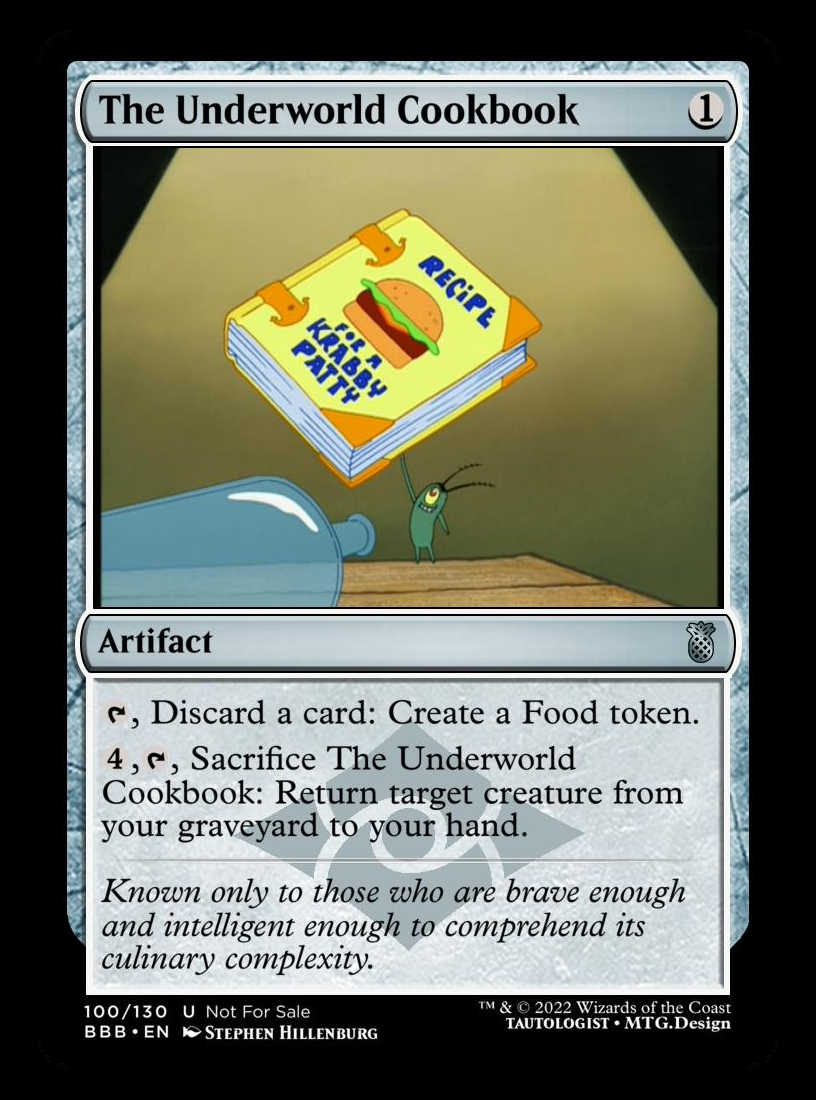 The Underworld Cookbook
1
RECIPE
FOR A
KRABBY
PATTY
Artifact
, Discard a card: Create a Food token.
4, , Sacrifice The Underworld
Cookbook: Return target creature from
your graveyard to your hand.
Known only to those who are brave enough
and intelligent enough to comprehend its
culinary complexity.
100/130 U Not For Sale
BBB • EN STEPHEN HILLENBURG
™ & © 2022 Wizards of the Coast
TAUTOLOGIST • MTG.Design